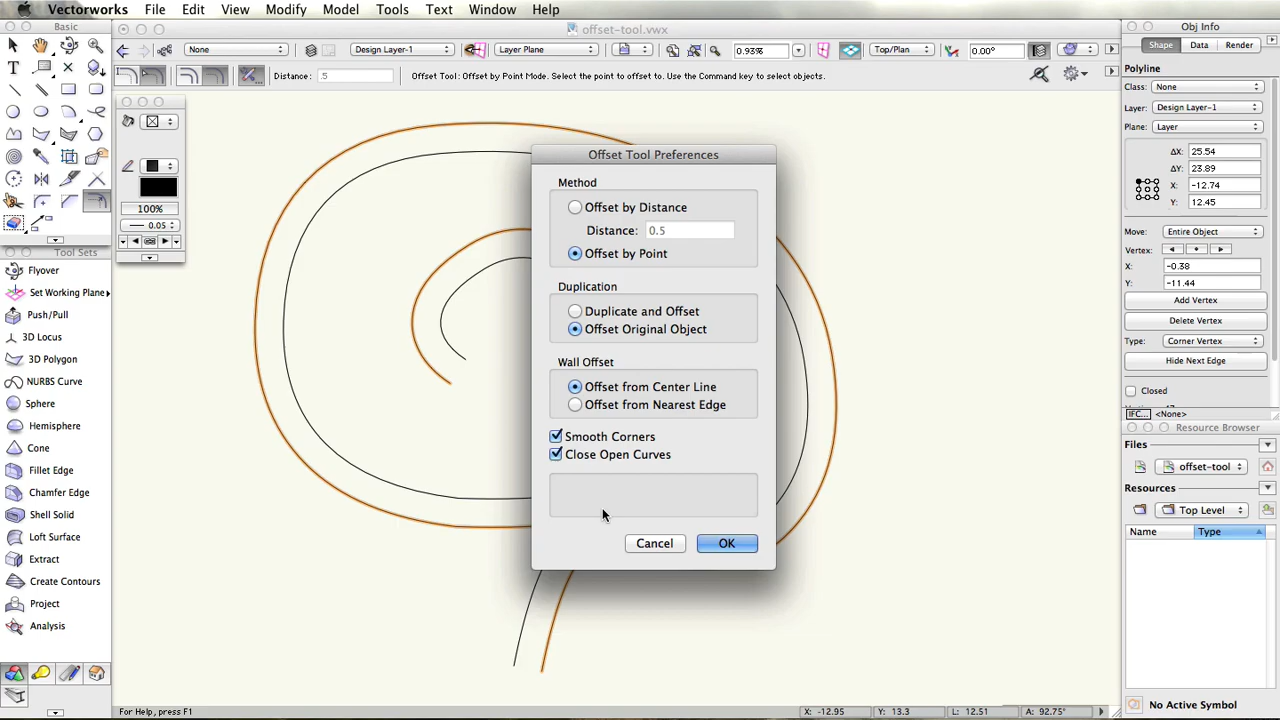 Vectorworks File Edit View Modify Model Tools Text Window Help
Basic
offset-tool.vwx
Obj Info
None
Design Layer-1
Layer Plane
0.93%
Top/Plan
0.00°
Shape Data Render
Distance: .5
Offset Tool: Offset by Point Mode. Select the point to offset to. Use the Command key to select objects.
Polyline
Class: None
Layer: Design Layer-1
Plane: Layer
ΔX: 25.54
ΔY: 23.89
X: -12.74
Y: 12.45
Move: Entire Object
Vertex:
X: -0.38
Y: -11.44
Add Vertex
Delete Vertex
Type: Corner Vertex
Hide Next Edge
Closed
IFC... <None>
Resource Browser
Files
offset-tool
Resources
Top Level
Name Type
No Active Symbol
100%
0.05
Tool Sets
Flyover
Set Working Plane
Push/Pull
3D Locus
3D Polygon
NURBS Curve
Sphere
Hemisphere
Cone
Fillet Edge
Chamfer Edge
Shell Solid
Loft Surface
Extract
Create Contours
Project
Analysis
Offset Tool Preferences
Method
Offset by Distance
Distance: 0.5
Offset by Point
Duplication
Duplicate and Offset
Offset Original Object
Wall Offset
Offset from Center Line
Offset from Nearest Edge
Smooth Corners
Close Open Curves
Cancel OK
For Help, press F1
X: -12.95 Y: 13.3 L: 12.51 A: 92.75°